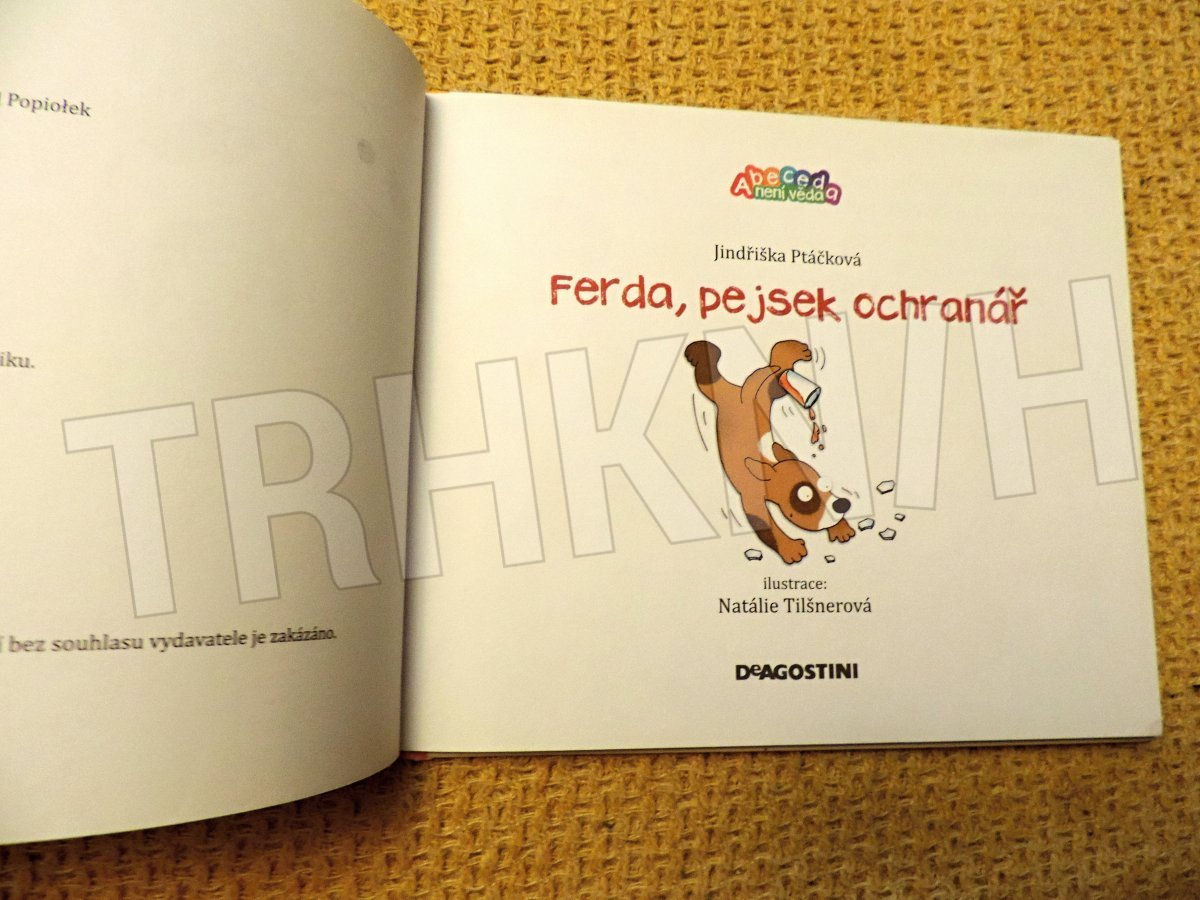 Popiołek
iku.
bez souhlasu vydavatele je zakázáno.
Abeceda
není věda
Jindřiška Ptáčková
Ferda, pejsek ochranář
ilustrace:
Natálie Tilšnerová
DeAGOSTINI
TRHKNIH